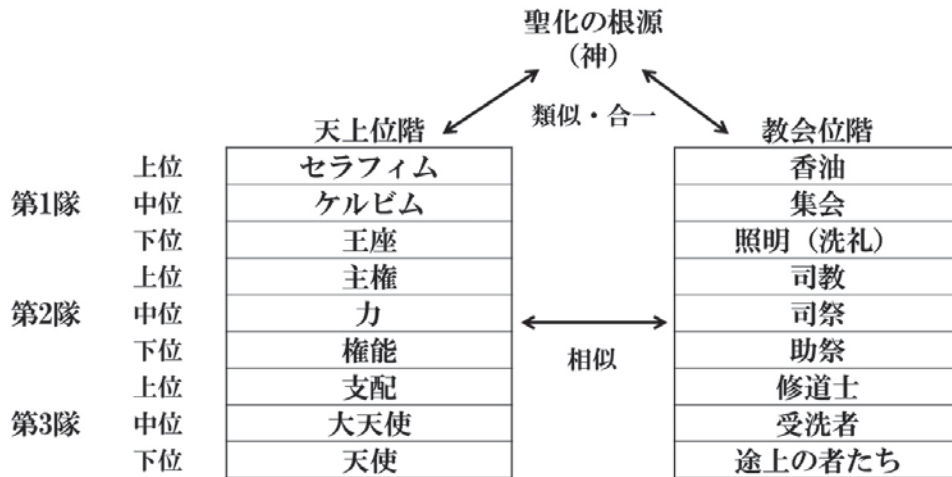 聖化の根源
（神）
類似・合一
天上位階 教会位階
上位 セラフィム 香油
第1隊 中位 ケルビム 集会
下位 王座 照明（洗礼）
上位 主権 司教
第2隊 中位 力 司祭
下位 権能 助祭
相似
上位 支配 修道士
第3隊 中位 大天使 受洗者
下位 天使 途上の者たち